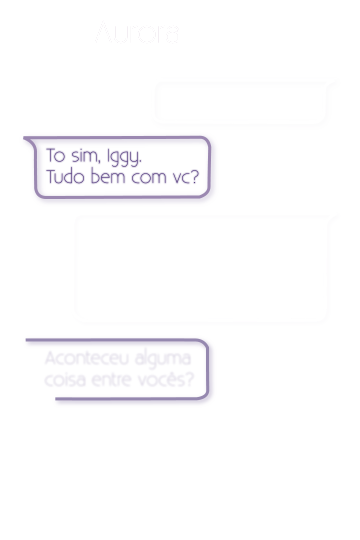 Aurora
To sim, Iggy.
Tudo bem com vc?
Aconteceu alguma
coisa entre vocês?